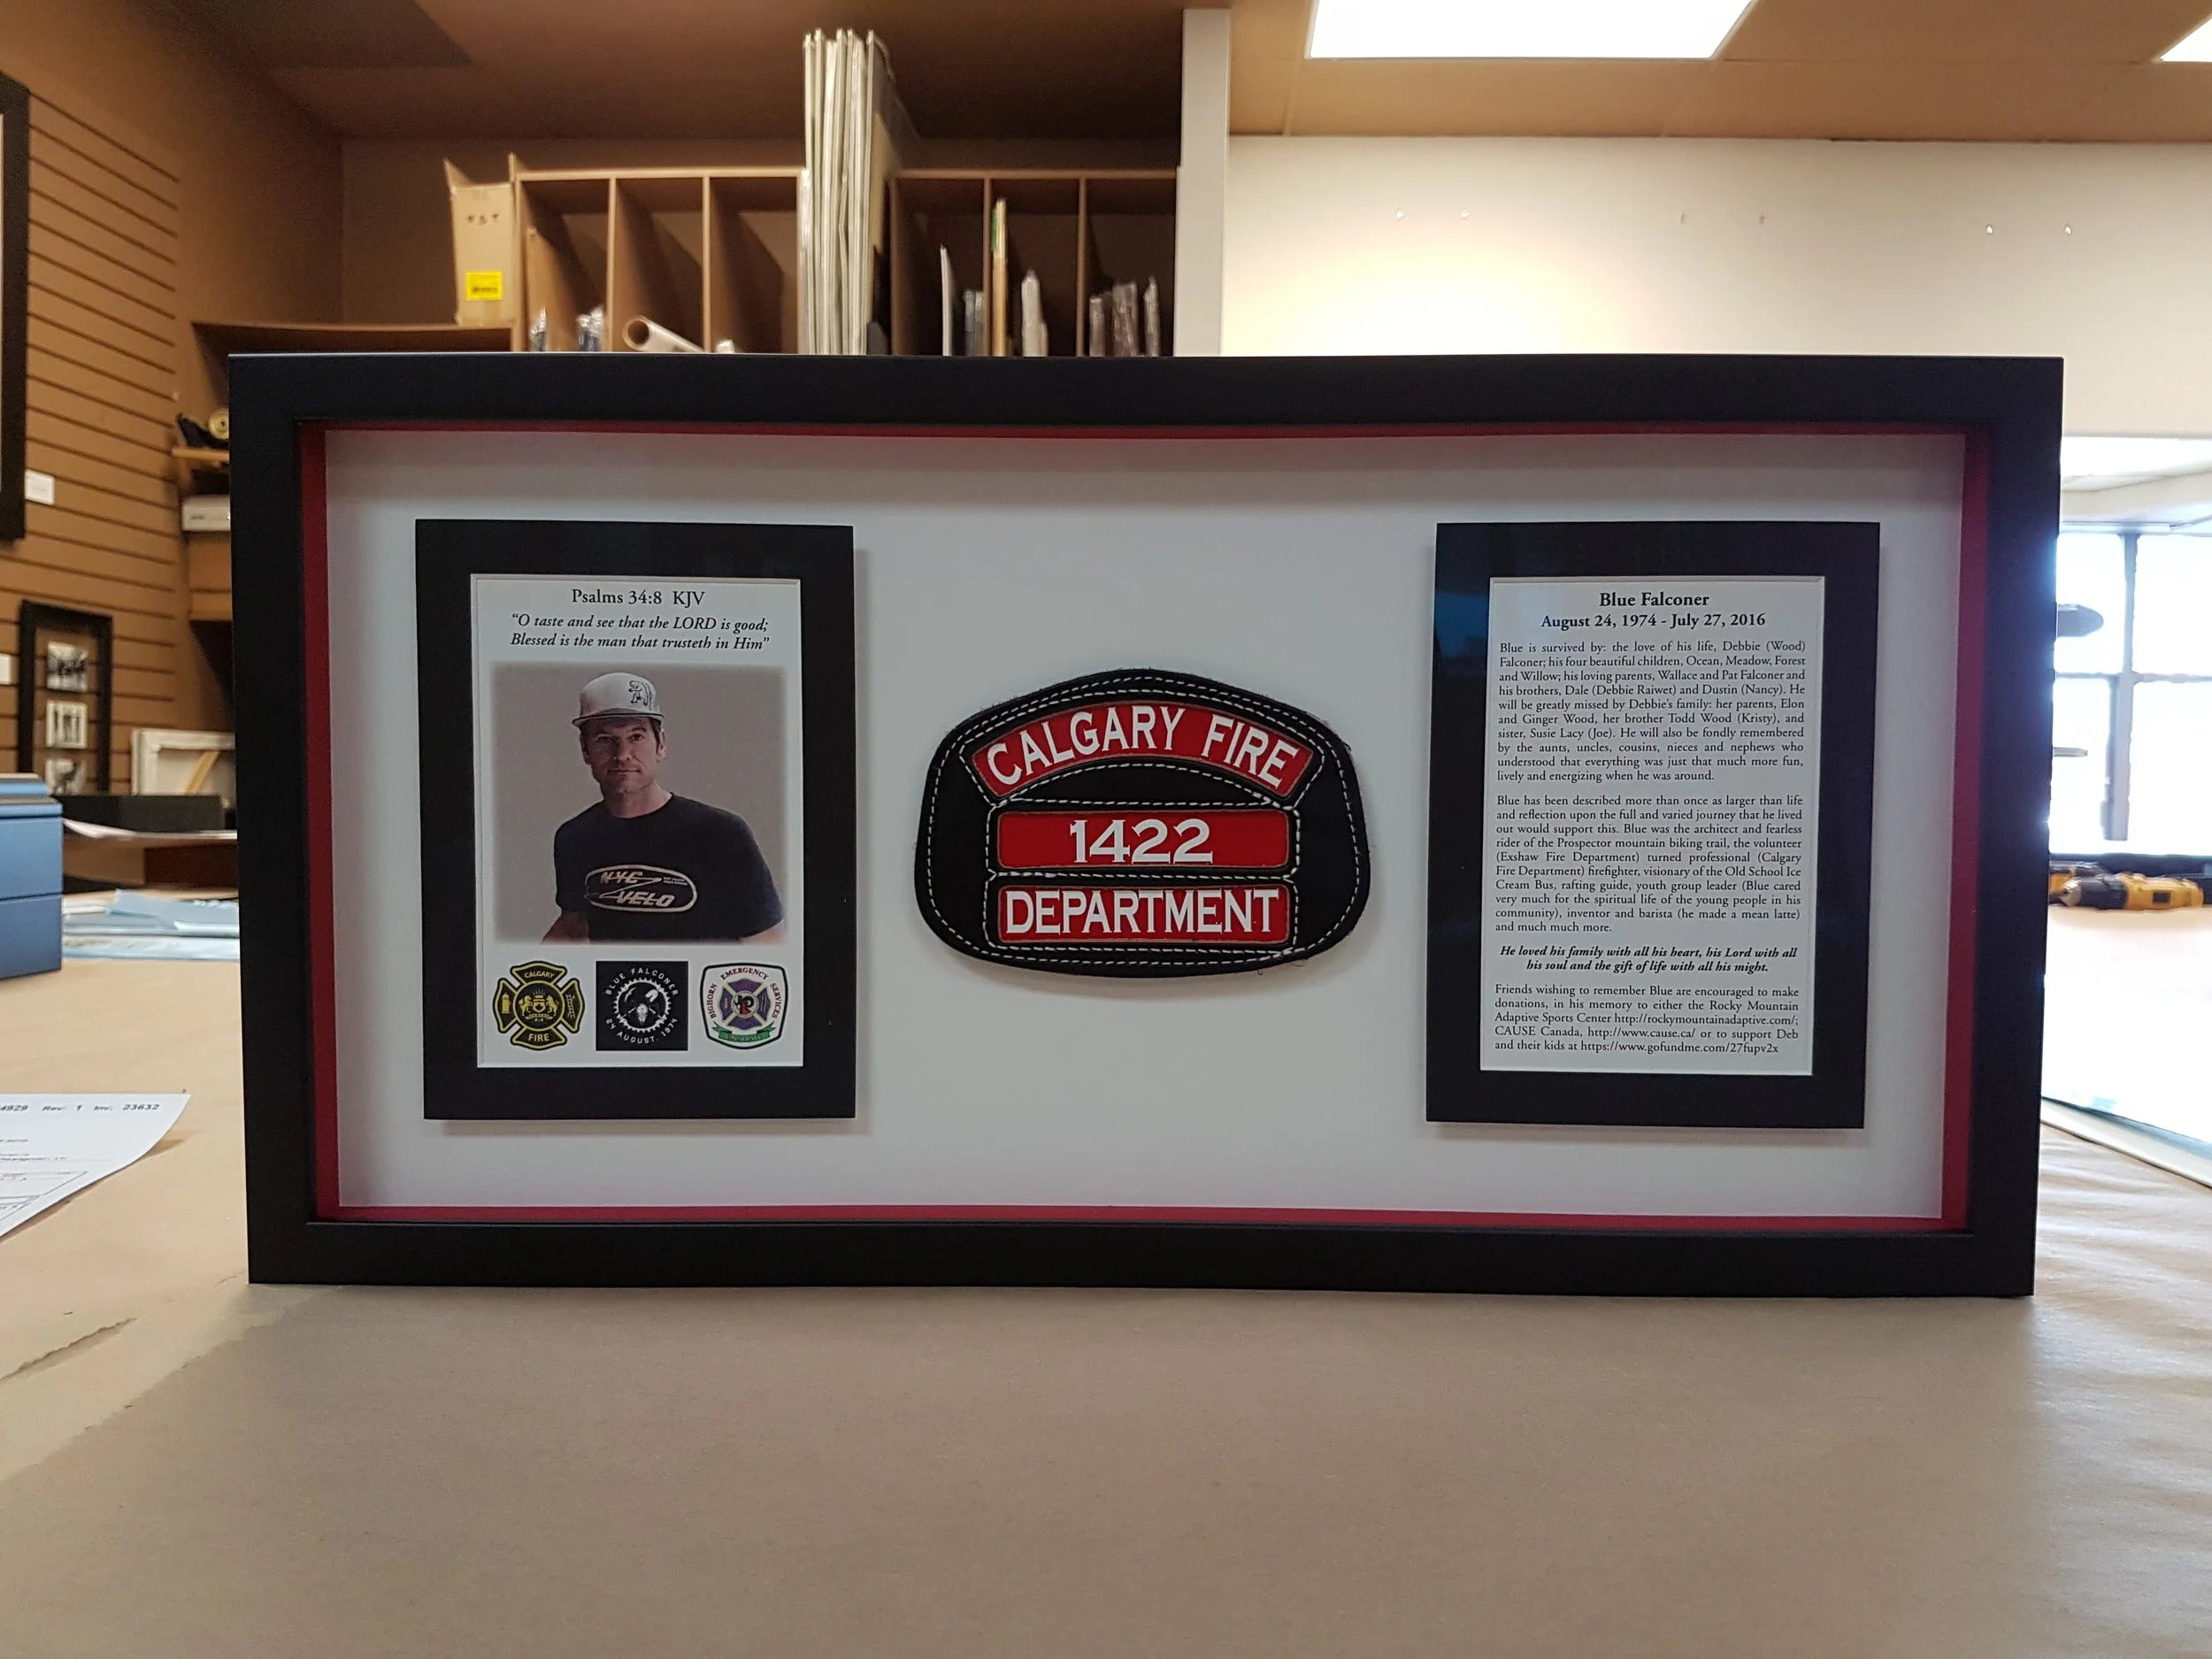 Psalms 34:8 KJV
“O taste and see that the LORD is good;
Blessed is the man that trusteth in Him”
NYC
VELO
CALGARY
FIRE
BLUE FALCONER
24 AUGUST. 1974
EMERGENCY
BIGHORN
SERVICES
CALGARY FIRE
1422
DEPARTMENT
Blue Falconer
August 24, 1974 - July 27, 2016
Blue is survived by: the love of his life, Debbie (Wood)
Falconer; his four beautiful children, Ocean, Meadow, Forest
and Willow; his loving parents, Wallace and Pat Falconer and
his brothers, Dale (Debbie Raiwet) and Dustin (Nancy). He
will be greatly missed by Debbie's family: her parents, Elon
and Ginger Wood, her brother Todd Wood (Kristy), and
sister, Susie Lacy (Joe). He will also be fondly remembered
by the aunts, uncles, cousins, nieces and nephews who
understood that everything was just that much more fun,
lively and energizing when he was around.
Blue has been described more than once as larger than life
and reflection upon the full and varied journey that he lived
out would support this. Blue was the architect and fearless
rider of the Prospector mountain biking trail, the volunteer
(Exshaw Fire Department) turned professional (Calgary
Fire Department) firefighter, visionary of the Old School Ice
Cream Bus, rafting guide, youth group leader (Blue cared
very much for the spiritual life of the young people in his
community), inventor and barista (he made a mean latte)
and much much more.
He loved his family with all his heart, his Lord with all
his soul and the gift of life with all his might.
Friends wishing to remember Blue are encouraged to make
donations, in his memory to either the Rocky Mountain
Adaptive Sports Center http://rockymountainadaptive.com/;
CAUSE Canada, http://www.cause.ca/ or to support Deb
and their kids at https://www.gofundme.com/27fupv2x
4929 Rev: 1 Inv: 23632